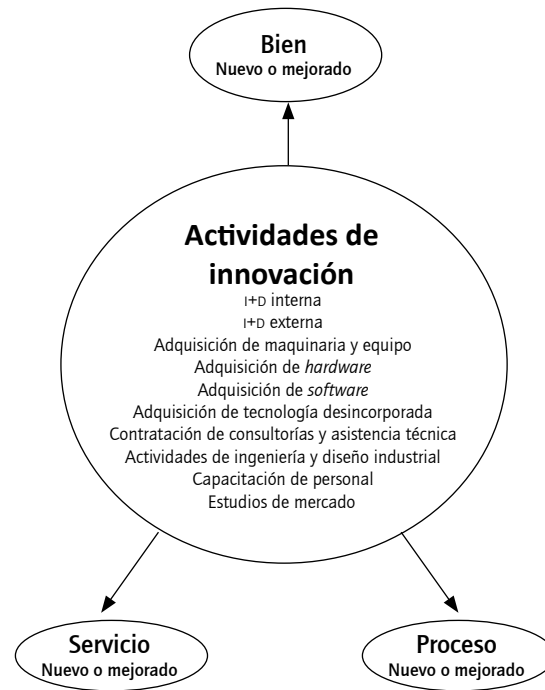 Bien
Nuevo o mejorado
Actividades de
innovación
I+D interna
I+D externa
Adquisición de maquinaria y equipo
Adquisición de hardware
Adquisición de software
Adquisición de tecnología desincorporada
Contratación de consultorías y asistencia técnica
Actividades de ingeniería y diseño industrial
Capacitación de personal
Estudios de mercado
Servicio
Nuevo o mejorado
Proceso
Nuevo o mejorado